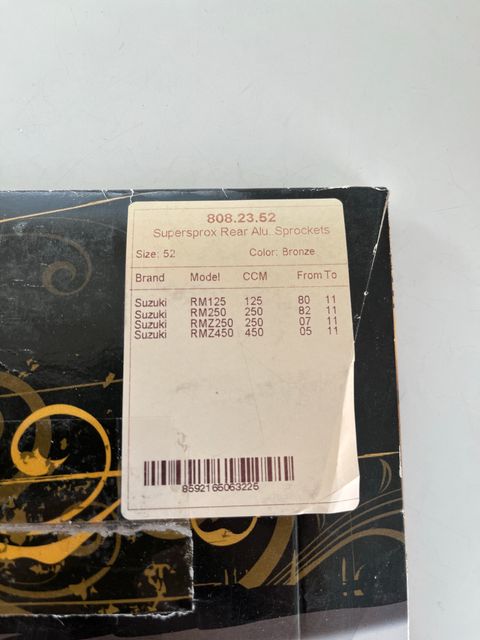 808.23.52
Supersprox Rear Alu. Sprockets
Size: 52 Color: Bronze
Brand Model CCM From To
Suzuki RM125 125 80 11
Suzuki RM250 250 82 11
Suzuki RMZ250 250 07 11
Suzuki RMZ450 450 05 11
8592165063225